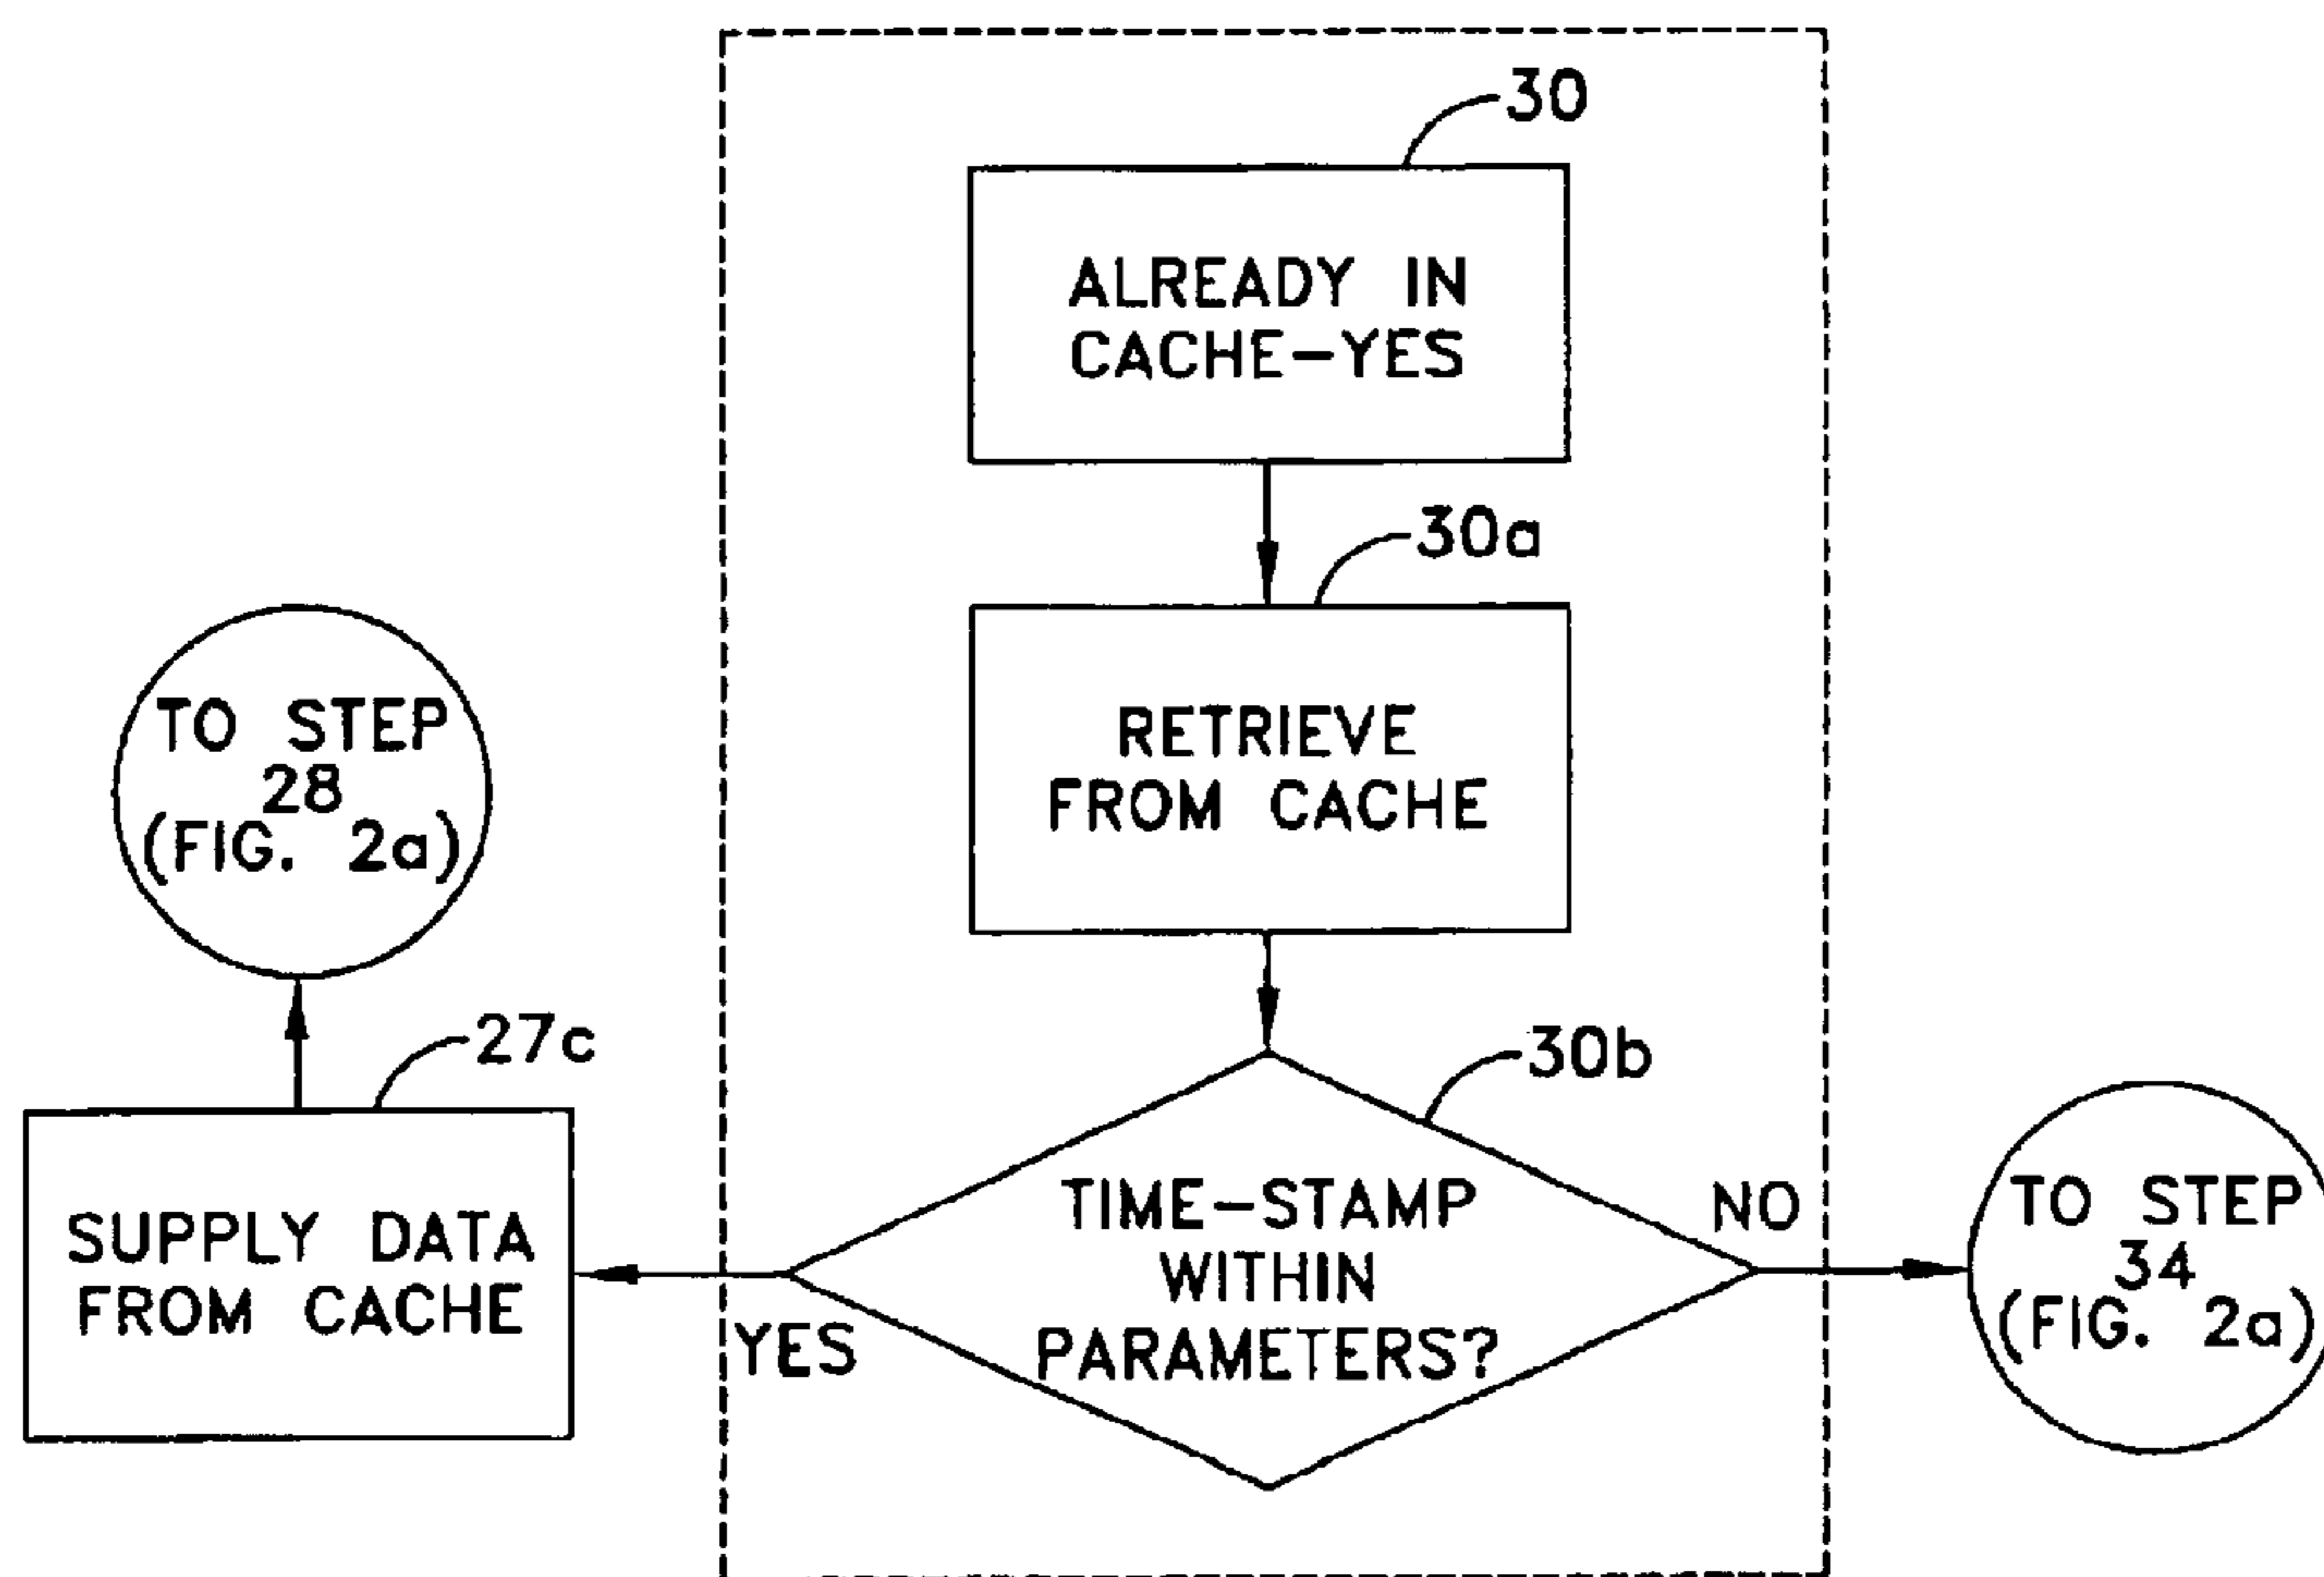 30
ALREADY IN
CACHE-YES
30a
RETRIEVE
FROM CACHE
TO STEP
28
(FIG. 2a)
27c
SUPPLY DATA
FROM CACHE
30b
TIME-STAMP
WITHIN
PARAMETERS?
YES
NO
TO STEP
34
(FIG. 2a)